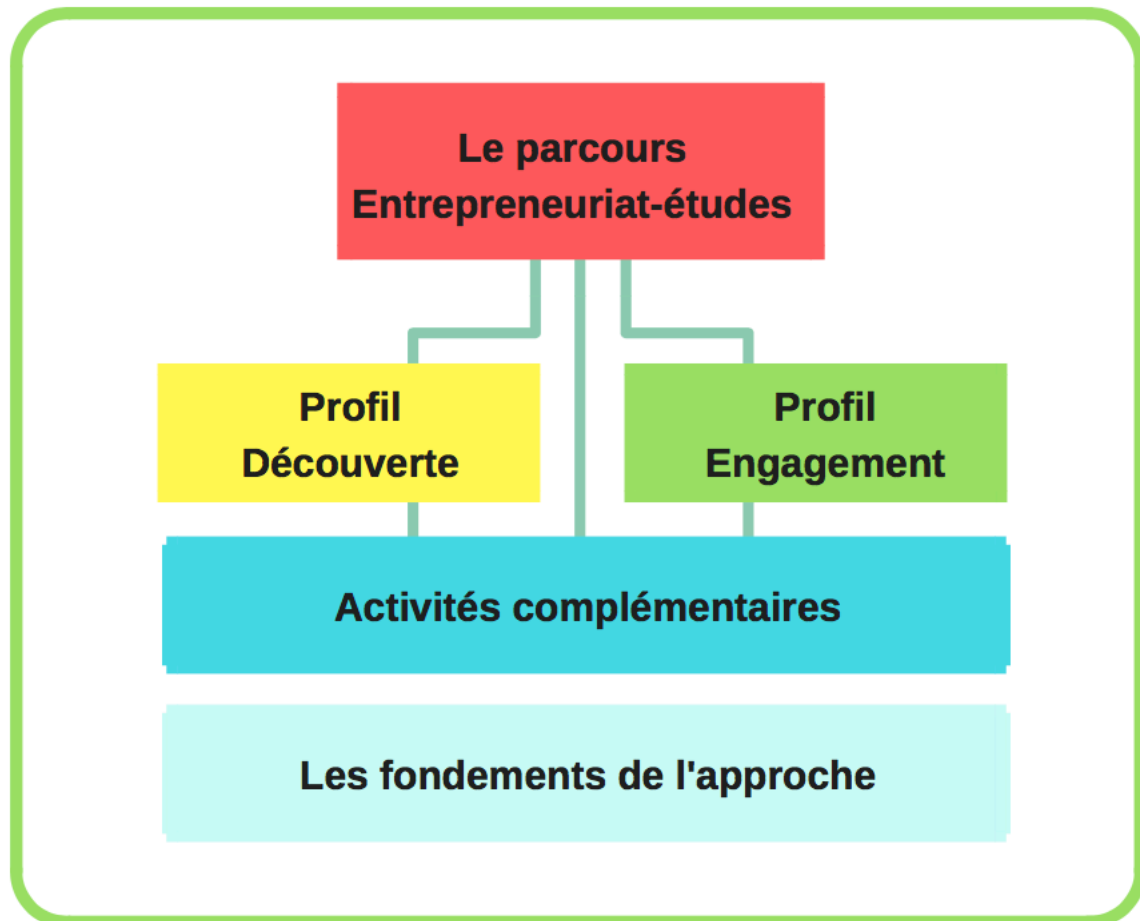 Le parcours
Entrepreneuriat-études
Profil
Découverte
Profil
Engagement
Activités complémentaires
Les fondements de l'approche